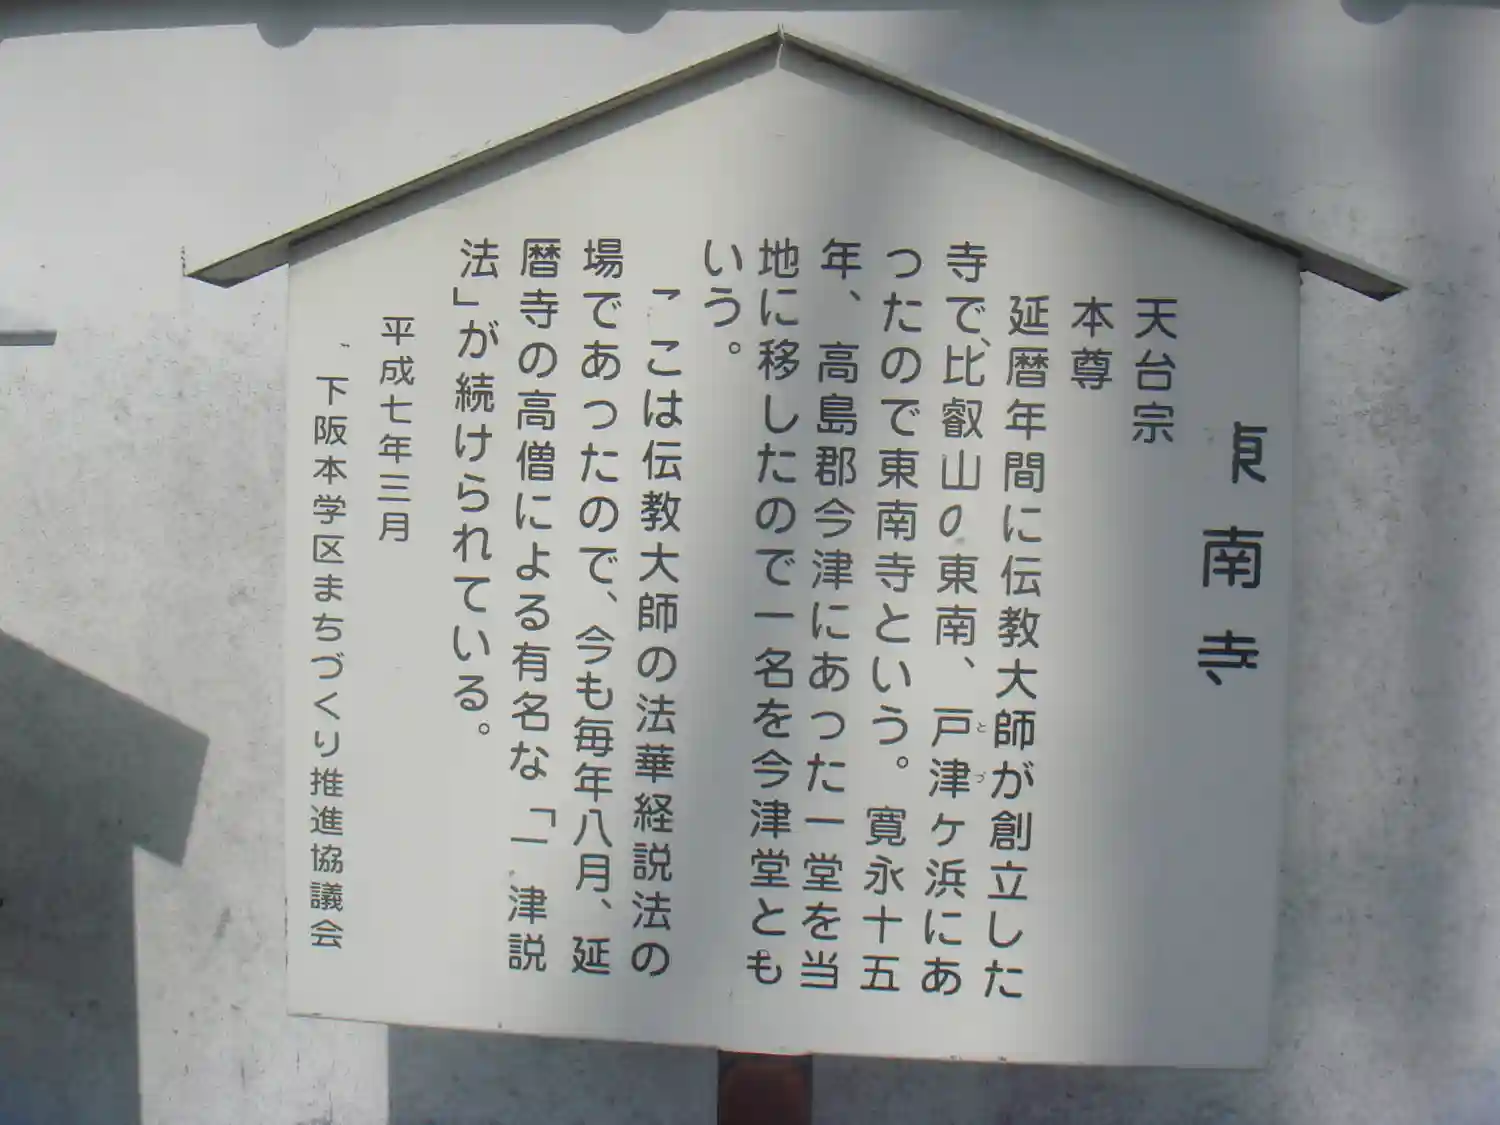 東南寺
天台宗
本尊
延暦年間に伝教大師が創立した
寺で、比叡山の東南、戸津ヶ浜にあ
ったので東南寺という。寛永十五
年、高島郡今津にあった一堂を当
地に移したので一名を今津堂とも
いう。
ここは伝教大師の法華経説法の
場であったので、今も毎年八月、延
暦寺の高僧による有名な「一津説
法」が続けられている。
平成七年三月
下阪本学区まちづくり推進協議会